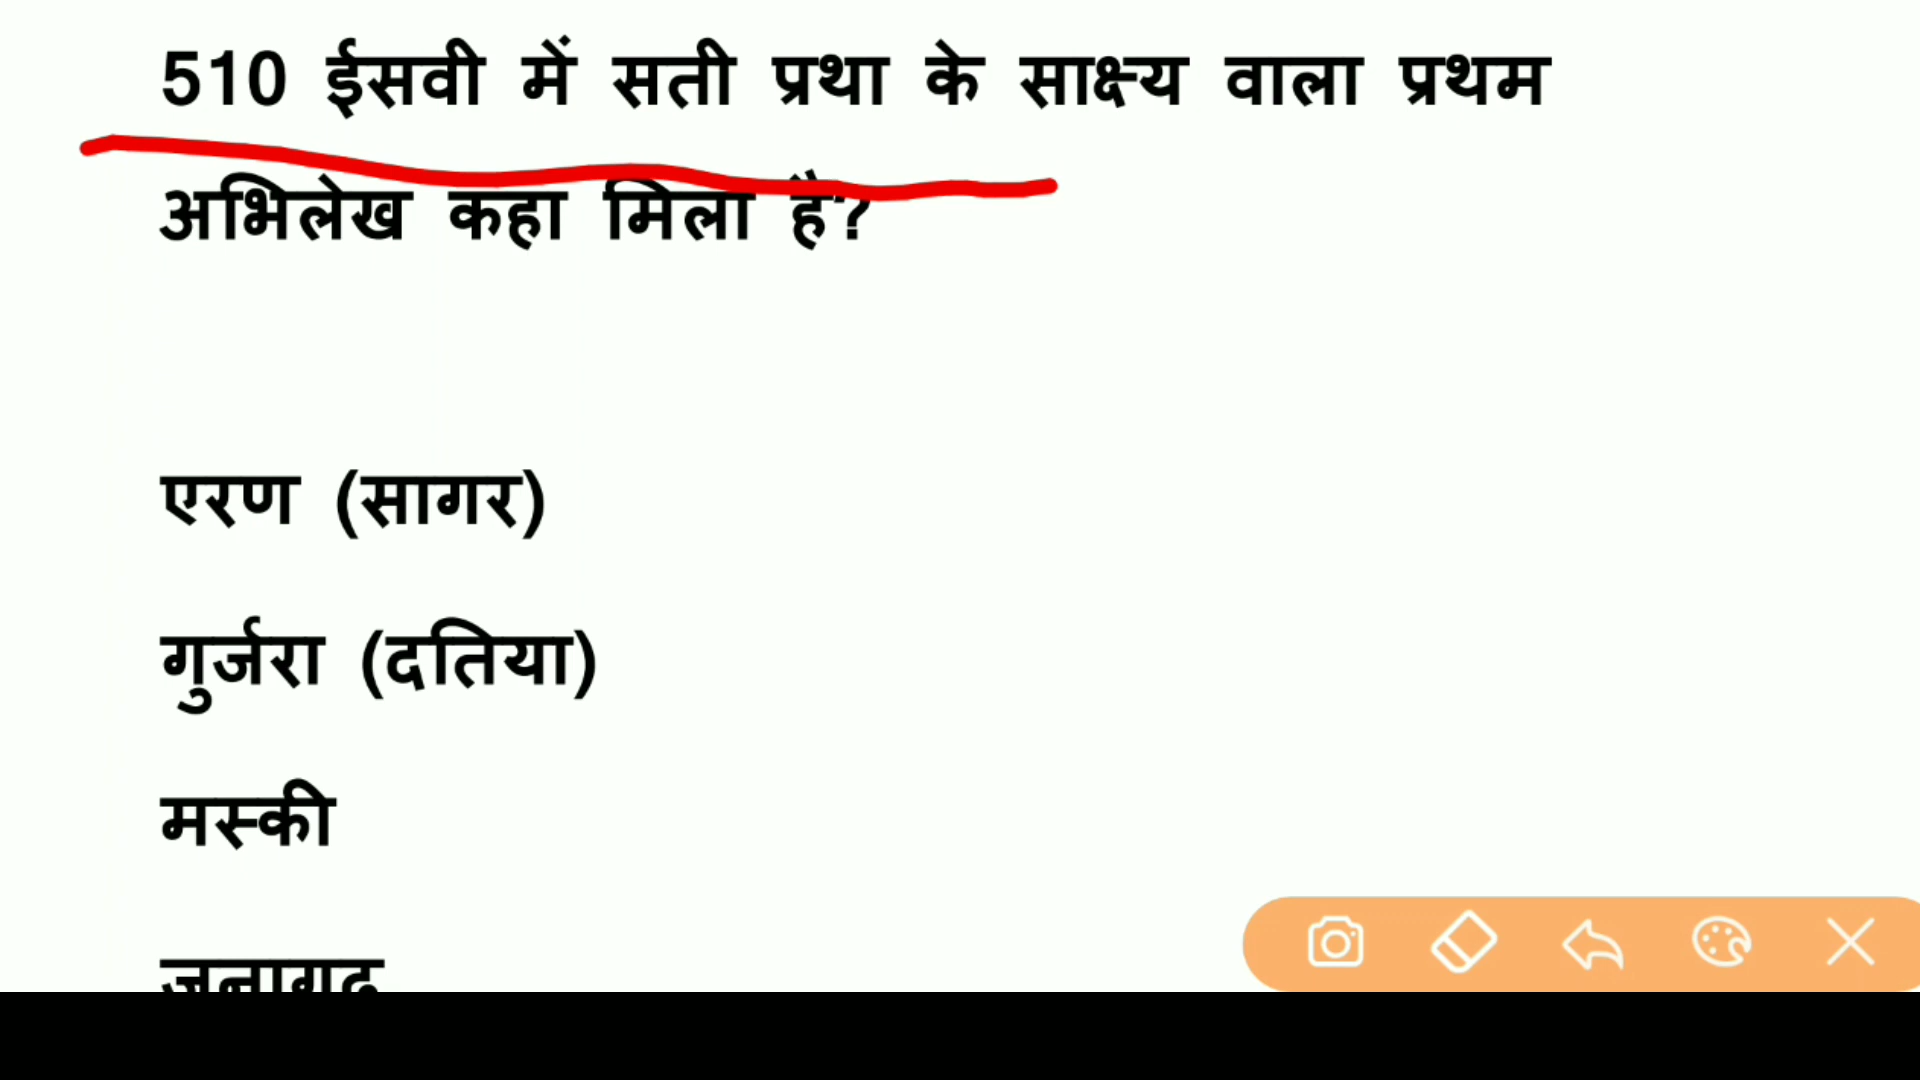 510 ईसवी में सती प्रथा के साक्ष्य वाला प्रथम
अभिलेख कहा मिला है?
एरण (सागर)
गुर्जरा (दतिया)
मस्की